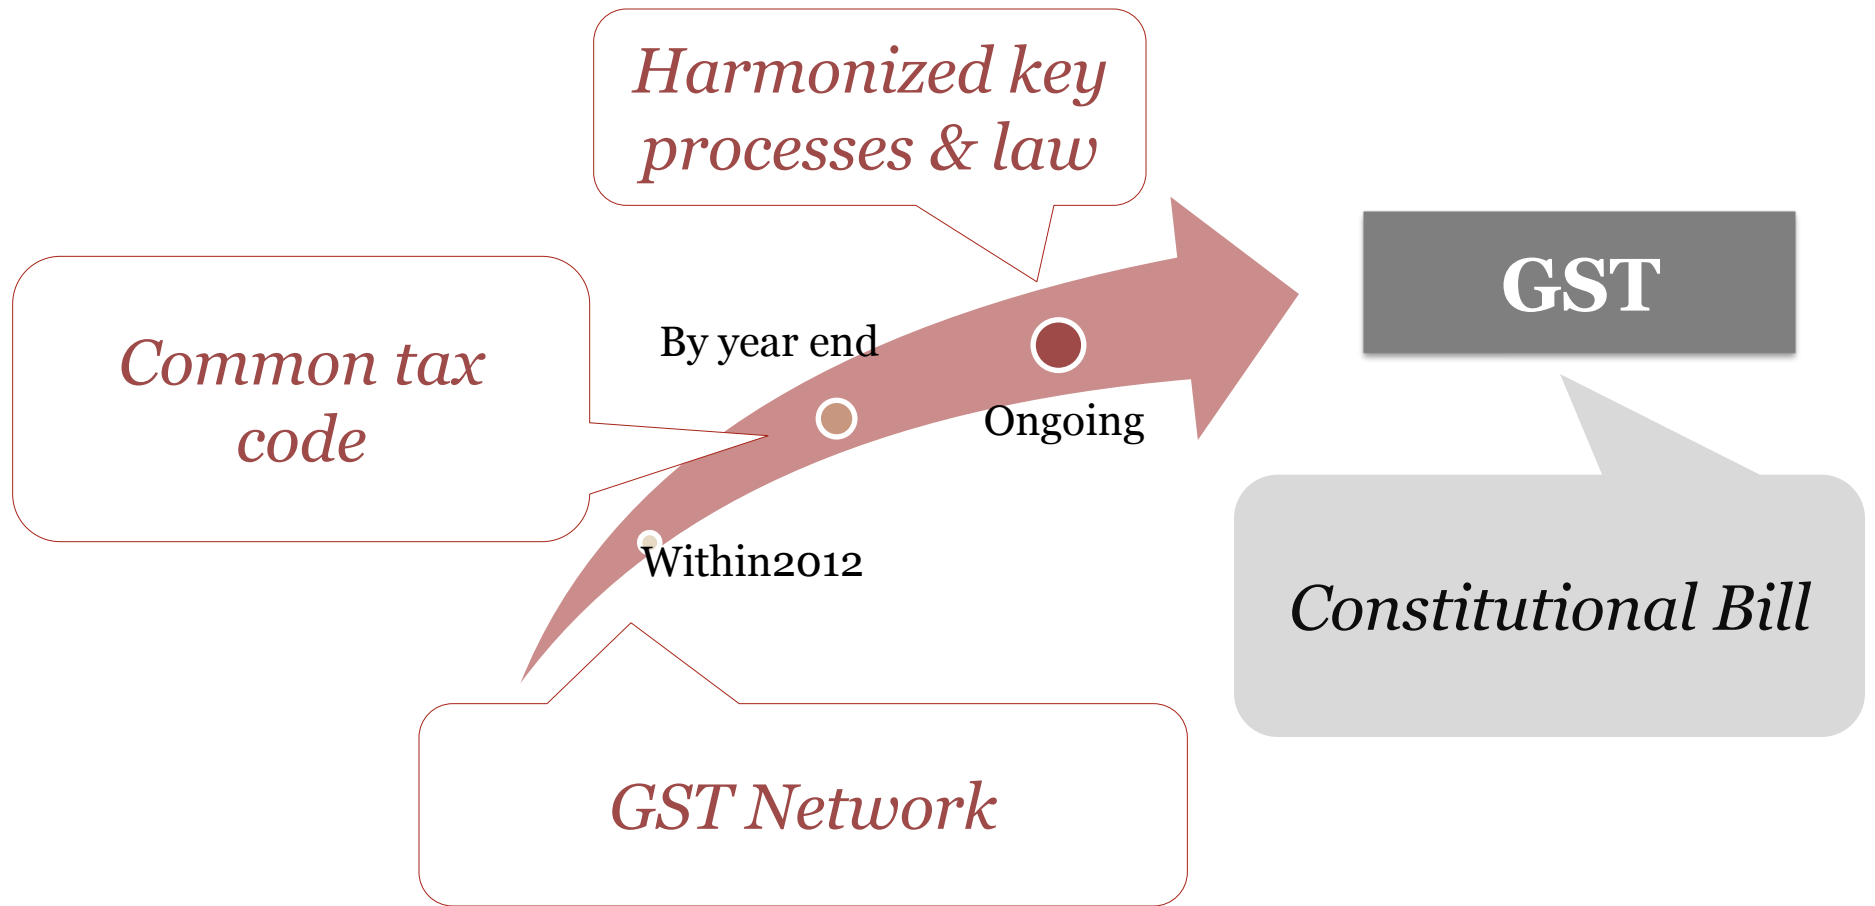 Harmonized key
processes & law
GST
Common tax
code
By year end
Ongoing
Within2012
Constitutional Bill
GST Network